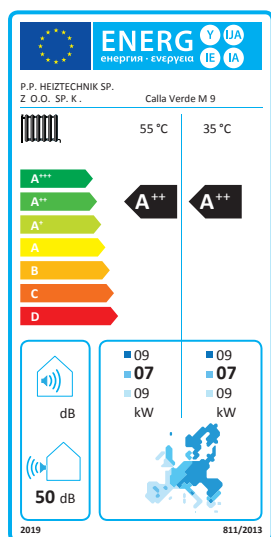 ENERG
енергия · ενεργεια
Y IJA
IE IA
P.P. HEIZTECHNIK SP.
Z O.O. SP. K .
Calla Verde M 9
55 °C 35 °C
A+++
A++
A+
A
B
C
D
A++ A++
09 09
07 07
09 09
kW kW
dB
50 dB
2019 811/2013